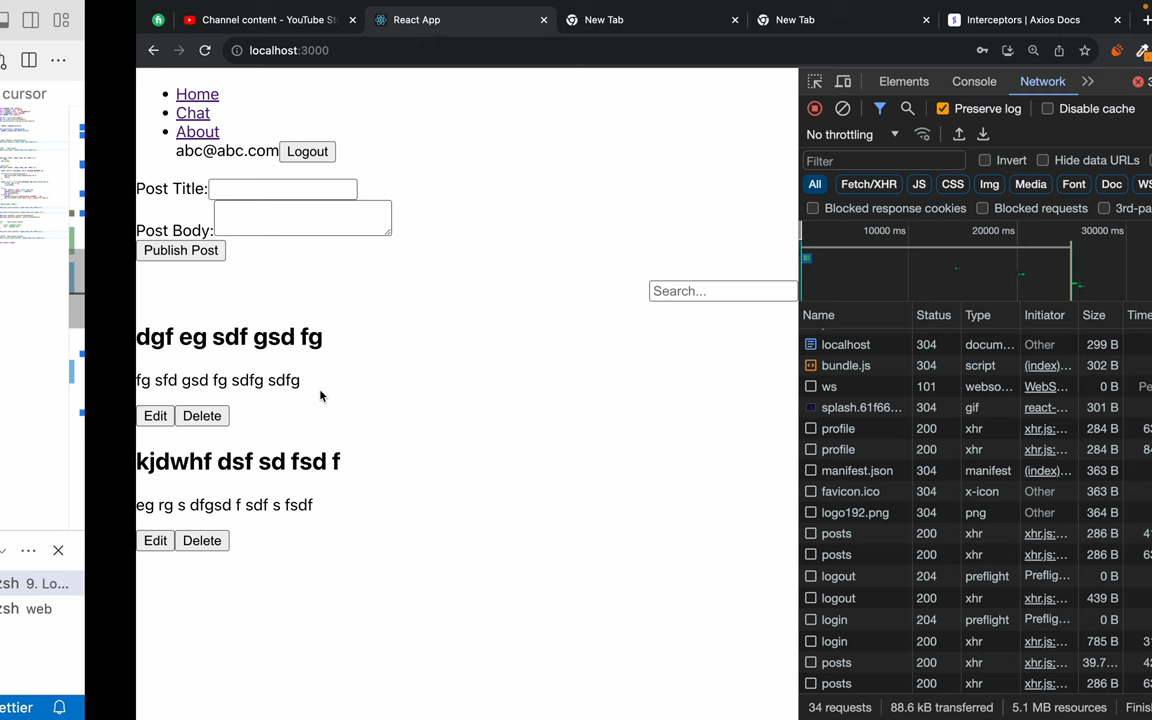 Channel content - YouTube St
React App
New Tab
New Tab
Interceptors | Axios Docs
localhost:3000
cursor
Home
Chat
About
abc@abc.com Logout
Post Title:
Post Body:
Publish Post
Search...
dgf eg sdf gsd fg
fg sfd gsd fg sdfg sdfg
Edit Delete
kjdwhf dsf sd fsd f
eg rg s dfgsd f sdf s fsdf
Edit Delete
zsh 9. Lo...
zsh web
ettier
Elements Console Network
3
Preserve log Disable cache
No throttling
Filter Invert Hide data URLs
All Fetch/XHR JS CSS Img Media Font Doc WS
Blocked response cookies Blocked requests 3rd-pa
10000 ms 20000 ms 30000 ms
Name Status Type Initiator Size Time
localhost 304 docum... Other 299 B
bundle.js 304 script (index)... 302 B
ws 101 webso... WebS... 0 B Pe
splash.61f66... 304 gif react-... 301 B
profile 200 xhr xhr.js:... 284 B 63
profile 200 xhr xhr.js:... 284 B 84
manifest.json 304 manifest (index)... 363 B
favicon.ico 304 x-icon Other 363 B
logo192.png 304 png Other 364 B
posts 200 xhr xhr.js:... 286 B 41
posts 200 xhr xhr.js:... 286 B 63
logout 204 preflight Preflig... 0 B
logout 200 xhr xhr.js:... 439 B
login 204 preflight Preflig... 0 B
login 200 xhr xhr.js:... 785 B 31
posts 200 xhr xhr.js:... 39.7... 42
posts 200 xhr xhr.js:... 286 B 63
34 requests 88.6 kB transferred 5.1 MB resources Finis